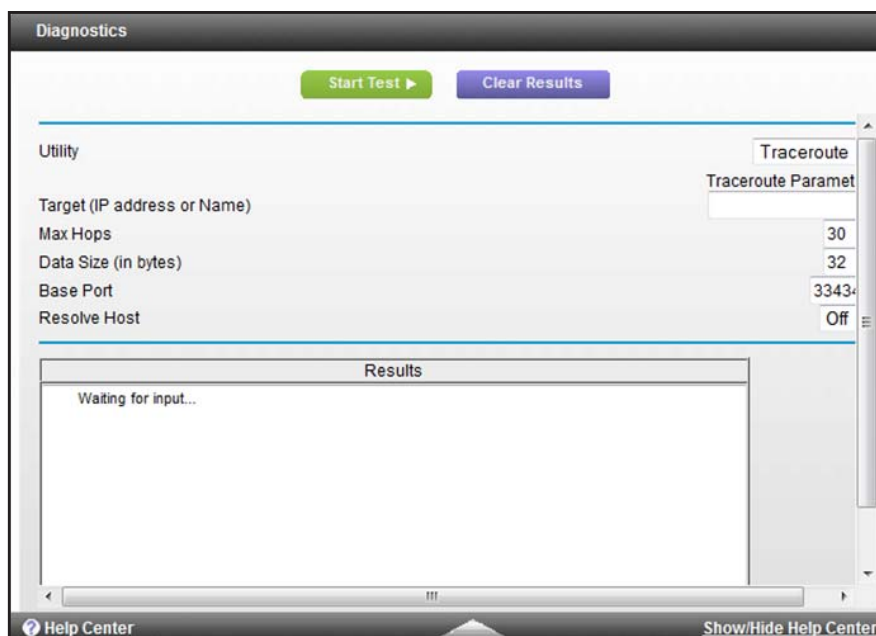 Diagnostics
Start Test
Clear Results
Utility
Traceroute
Traceroute Paramet
Target (IP address or Name)
Max Hops
30
Data Size (in bytes)
32
Base Port
33434
Resolve Host
Off
Results
Waiting for input...
? Help Center
Show/Hide Help Center